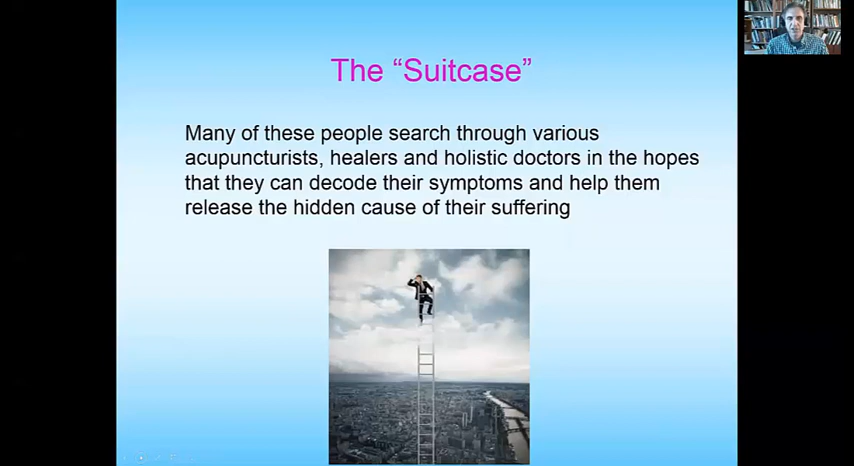 The “Suitcase”
Many of these people search through various
acupuncturists, healers and holistic doctors in the hopes
that they can decode their symptoms and help them
release the hidden cause of their suffering